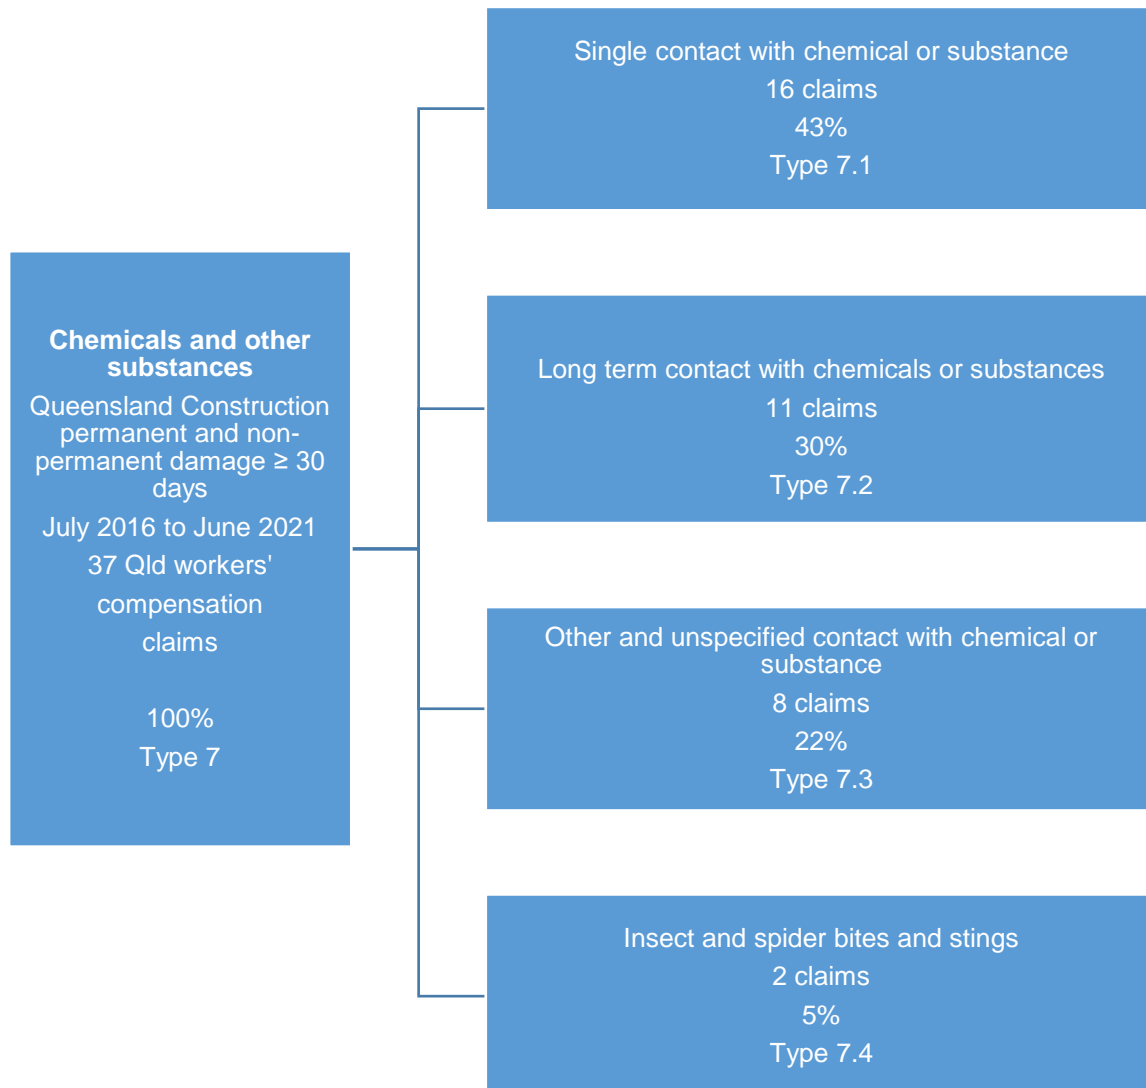 Chemicals and other
substances
Queensland Construction
permanent and non-
permanent damage ≥ 30
days
July 2016 to June 2021
37 Qld workers'
compensation
claims
100%
Type 7
Single contact with chemical or substance
16 claims
43%
Type 7.1
Long term contact with chemicals or substances
11 claims
30%
Type 7.2
Other and unspecified contact with chemical or
substance
8 claims
22%
Type 7.3
Insect and spider bites and stings
2 claims
5%
Type 7.4